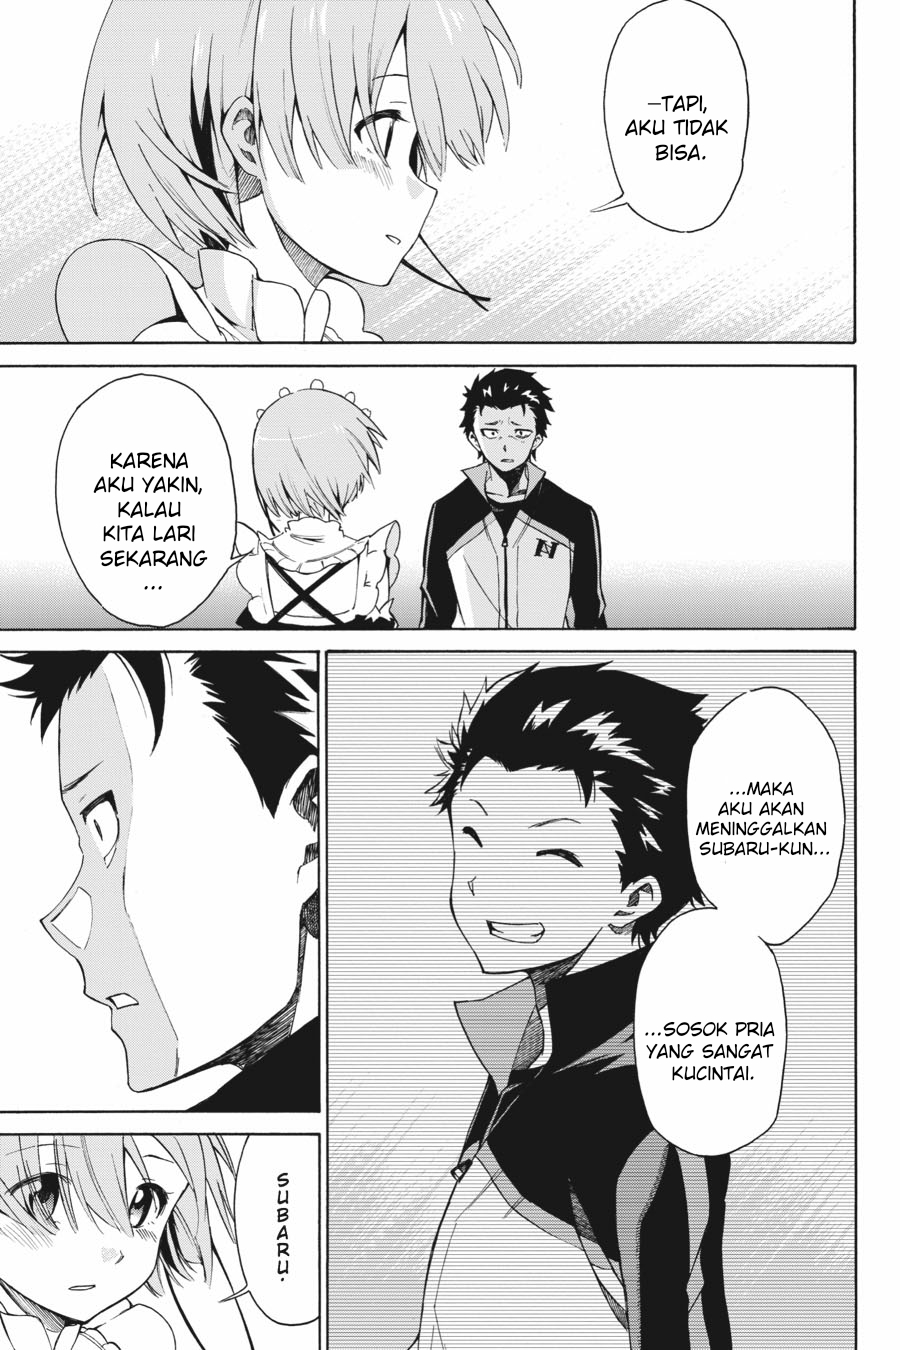 –TAPI,
AKU TIDAK
BISA.
KARENA
AKU YAKIN,
KALAU
KITA LARI
SEKARANG
...
...MAKA
AKU AKAN
MENINGGALKAN
SUBARU-KUN...
...SOSOK PRIA
YANG SANGAT
KUCINTAI.
SUBARU.